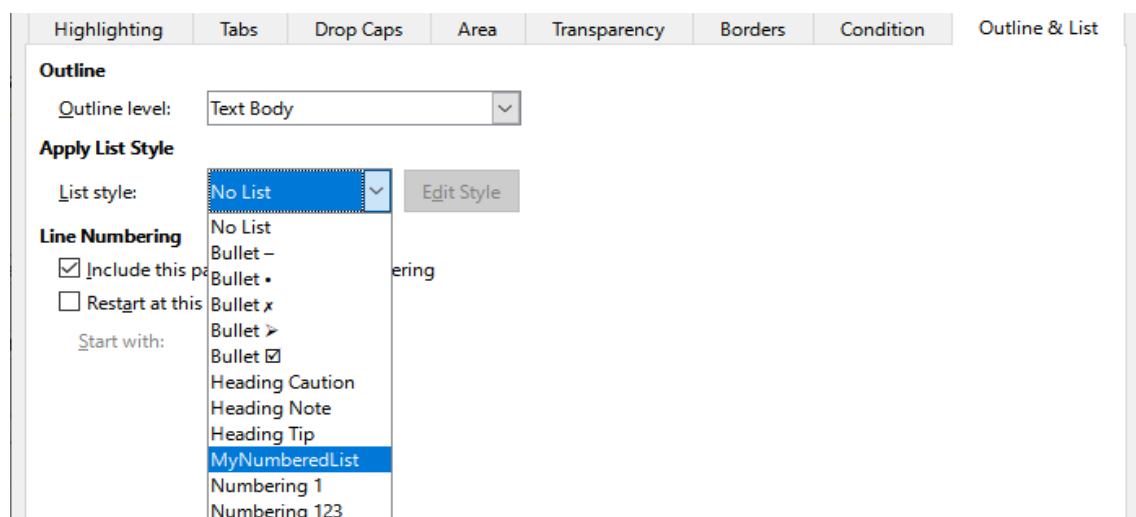 Highlighting Tabs Drop Caps Area Transparency Borders Condition Outline & List
Outline
Outline level: Text Body
Apply List Style
List style: No List Edit Style
No List
Line Numbering
Bullet –
Include this pa ering
Bullet •
Restart at this Bullet ✗
Bullet ➢
Start with:
Bullet ☑
Heading Caution
Heading Note
Heading Tip
MyNumberedList
Numbering 1
Numbering 123